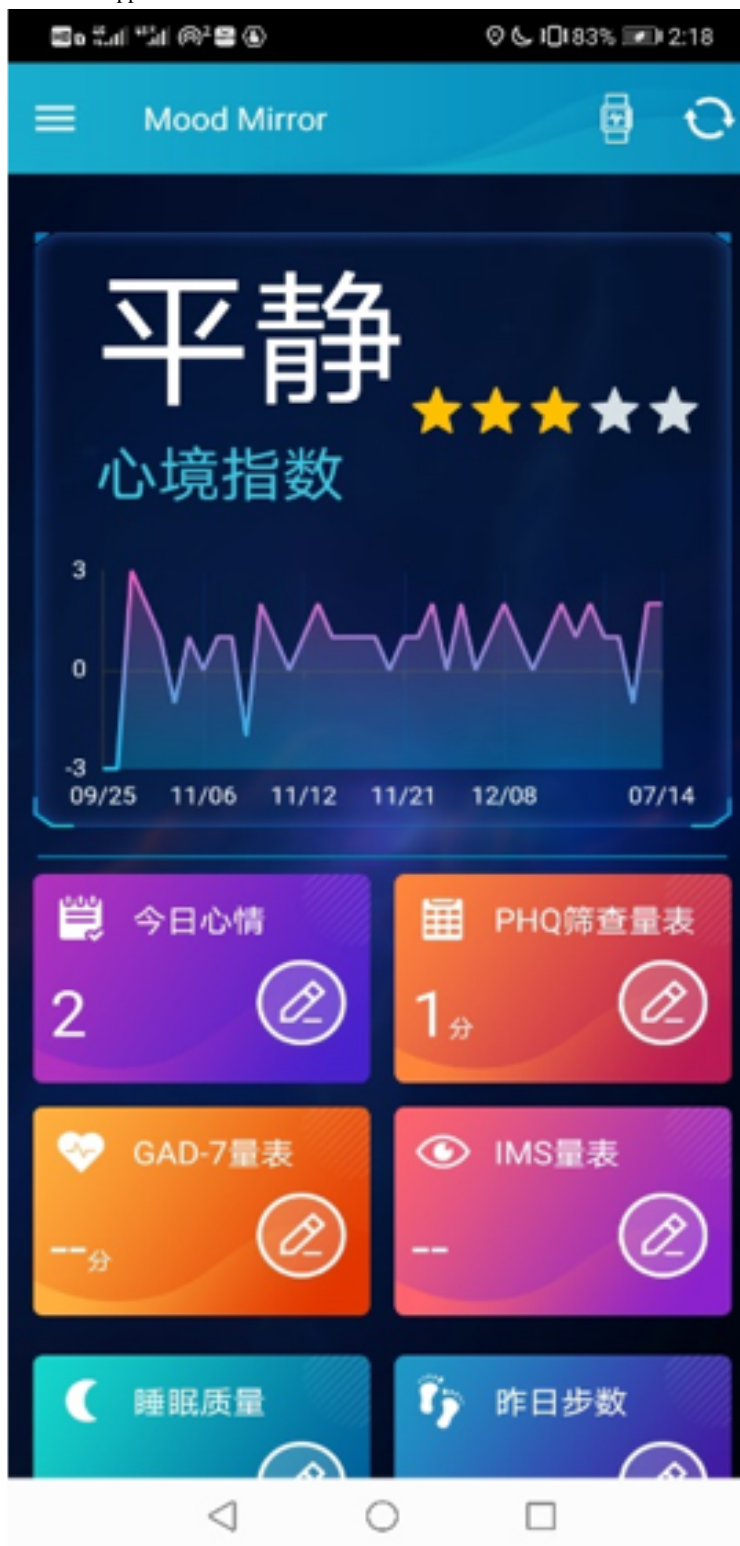 83% 2:18
Mood Mirror
平静
心境指数
3
0
-3
09/25 11/06 11/12 11/21 12/08 07/14
今日心情
2
PHQ筛查量表
1分
GAD-7量表
--分
IMS量表
--
睡眠质量
昨日步数